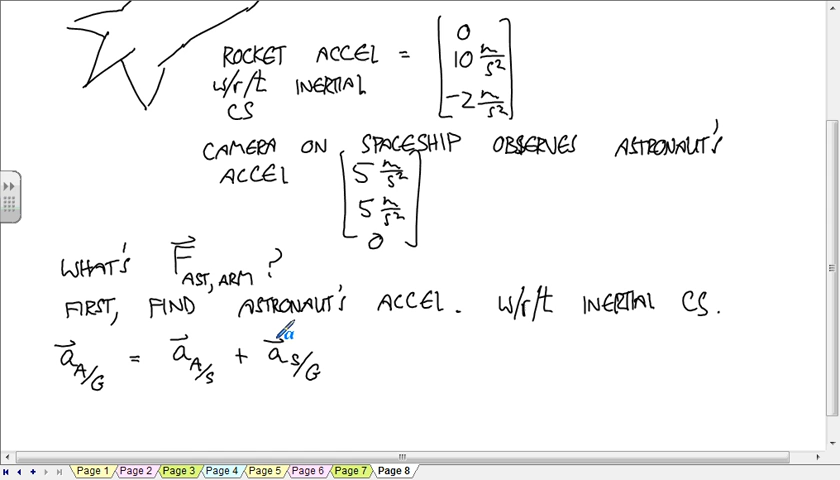 ROCKET ACCEL = [0
w/r/t INERTIAL 10 m/s²
CS -2 m/s²]
CAMERA ON SPACESHIP OBSERVES ASTRONAUT'S
ACCEL [5 m/s²
5 m/s²
0]
WHAT'S F⃗ AST, ARM?
FIRST, FIND ASTRONAUT'S ACCEL. w/r/t INERTIAL CS.
a⃗ A/G = a⃗ A/S + a⃗ S/G
a
Page 1 Page 2 Page 3 Page 4 Page 5 Page 6 Page 7 Page 8